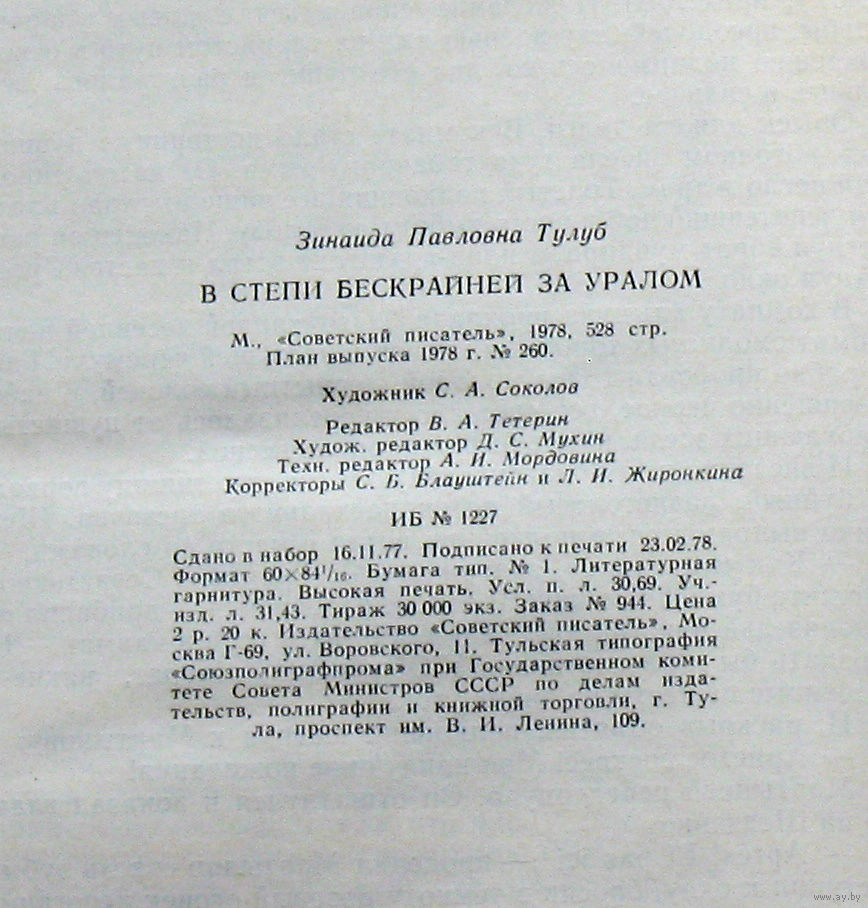 Зинаида Павловна Тулуб
В СТЕПИ БЕСКРАЙНЕЙ ЗА УРАЛОМ
М., «Советский писатель», 1978, 528 стр.
План выпуска 1978 г. № 260.
Художник С. А. Соколов
Редактор В. А. Тетерин
Худож. редактор Д. С. Мухин
Техн. редактор А. И. Мордовина
Корректоры С. Б. Блауштейн и Л. И. Жиронкина
ИБ № 1227
Сдано в набор 16.11.77. Подписано к печати 23.02.78.
Формат 60×84¹/₁₆. Бумага тип. № 1. Литературная
гарнитура. Высокая печать. Усл. п. л. 30,69. Уч.-
изд. л. 31,43. Тираж 30 000 экз. Заказ № 944. Цена
2 р. 20 к. Издательство «Советский писатель», Мо-
сква Г-69, ул. Воровского, 11. Тульская типография
«Союзполиграфпрома» при Государственном коми-
тете Совета Министров СССР по делам изда-
тельств, полиграфии и книжной торговли, г. Ту-
ла, проспект им. В. И. Ленина, 109.
www.ay.by